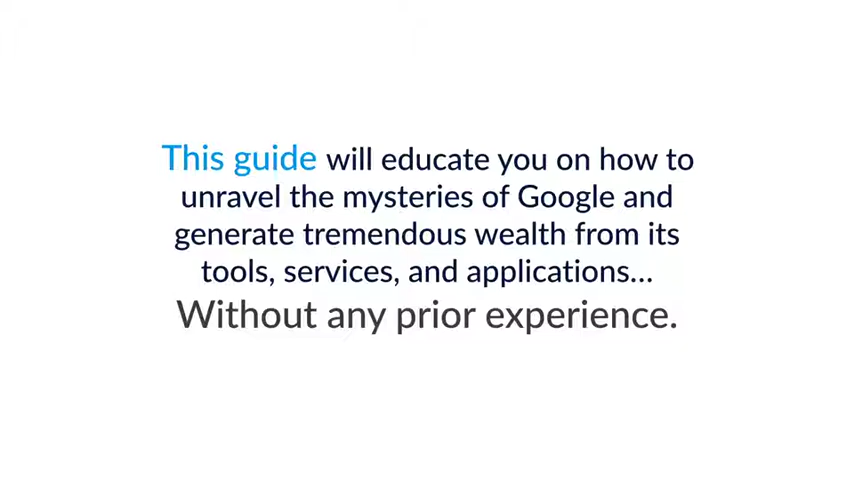 This guide will educate you on how to
unravel the mysteries of Google and
generate tremendous wealth from its
tools, services, and applications...
Without any prior experience.